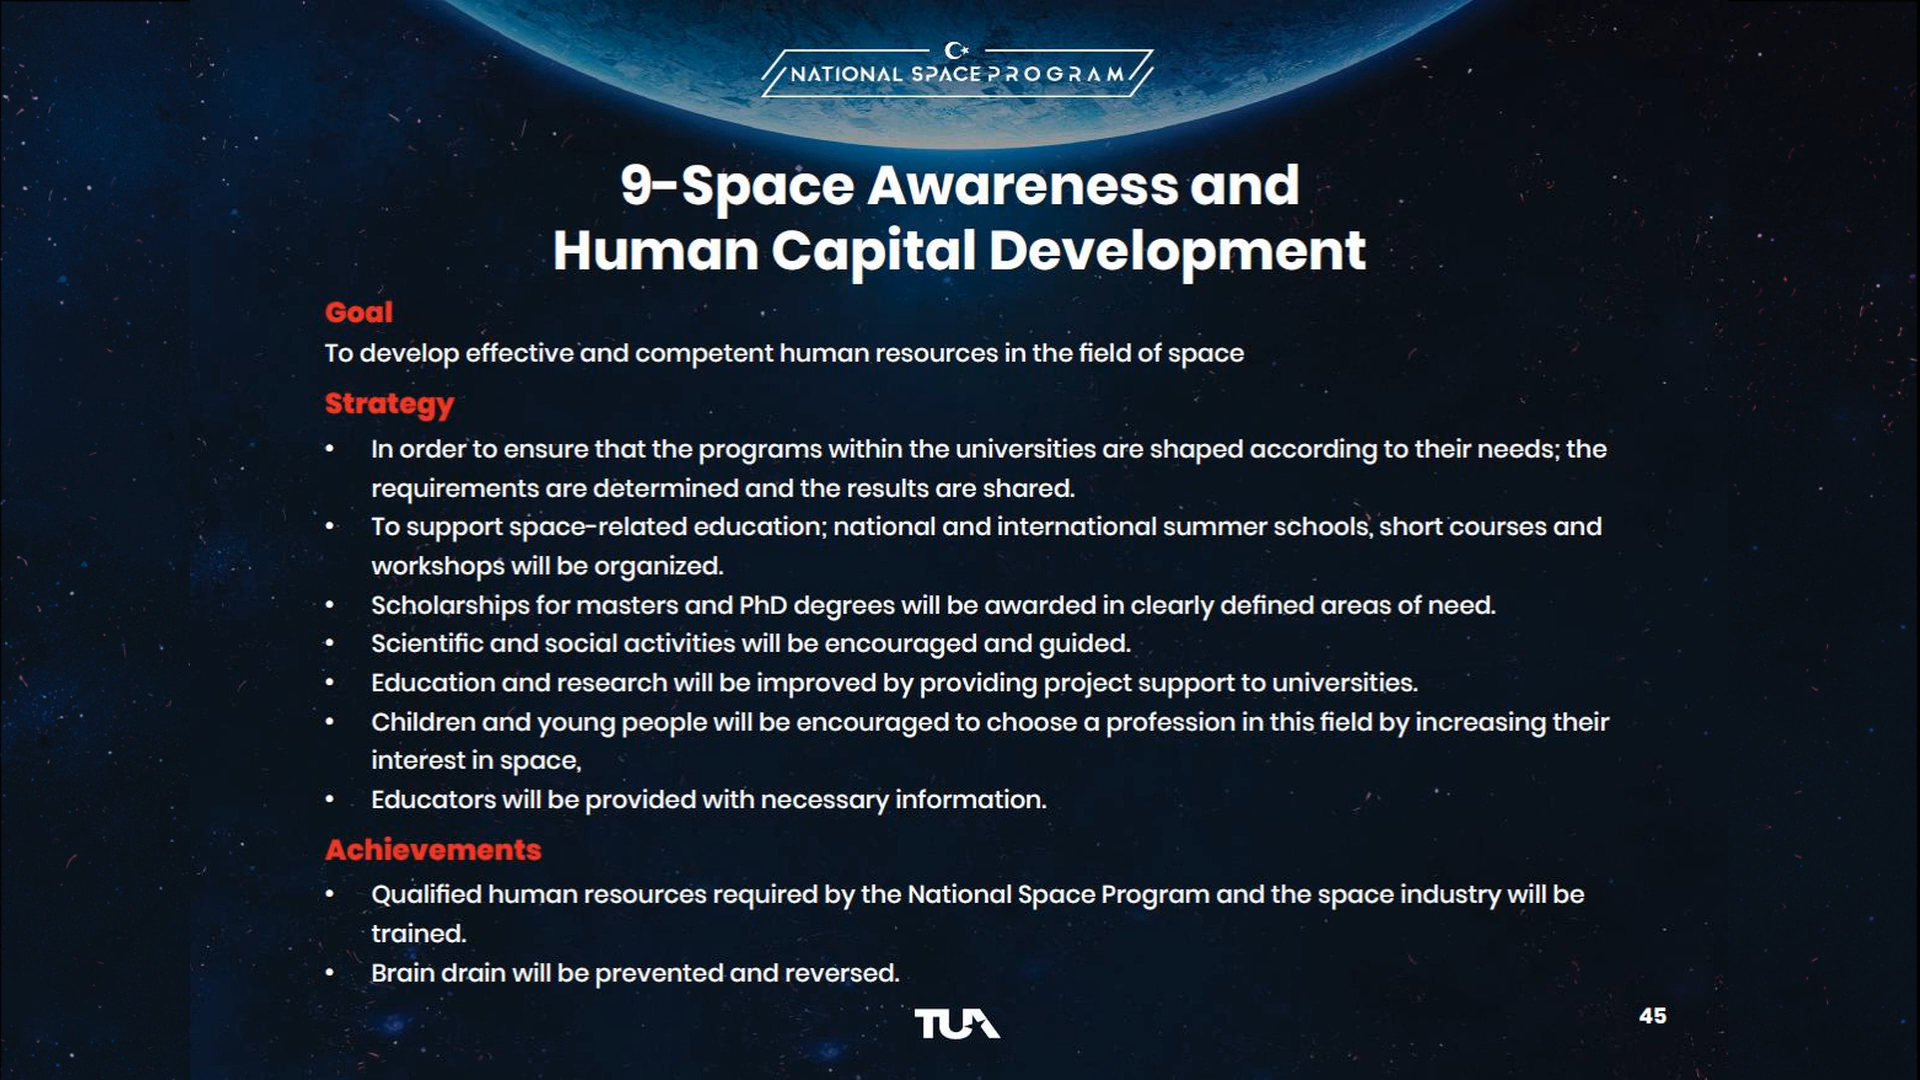 NATIONAL SPACE PROGRAM
9-Space Awareness and
Human Capital Development
Goal
To develop effective and competent human resources in the field of space
Strategy
• In order to ensure that the programs within the universities are shaped according to their needs; the
requirements are determined and the results are shared.
• To support space-related education; national and international summer schools, short courses and
workshops will be organized.
• Scholarships for masters and PhD degrees will be awarded in clearly defined areas of need.
• Scientific and social activities will be encouraged and guided.
• Education and research will be improved by providing project support to universities.
• Children and young people will be encouraged to choose a profession in this field by increasing their
interest in space,
• Educators will be provided with necessary information.
Achievements
• Qualified human resources required by the National Space Program and the space industry will be
trained.
• Brain drain will be prevented and reversed.
TUA
45